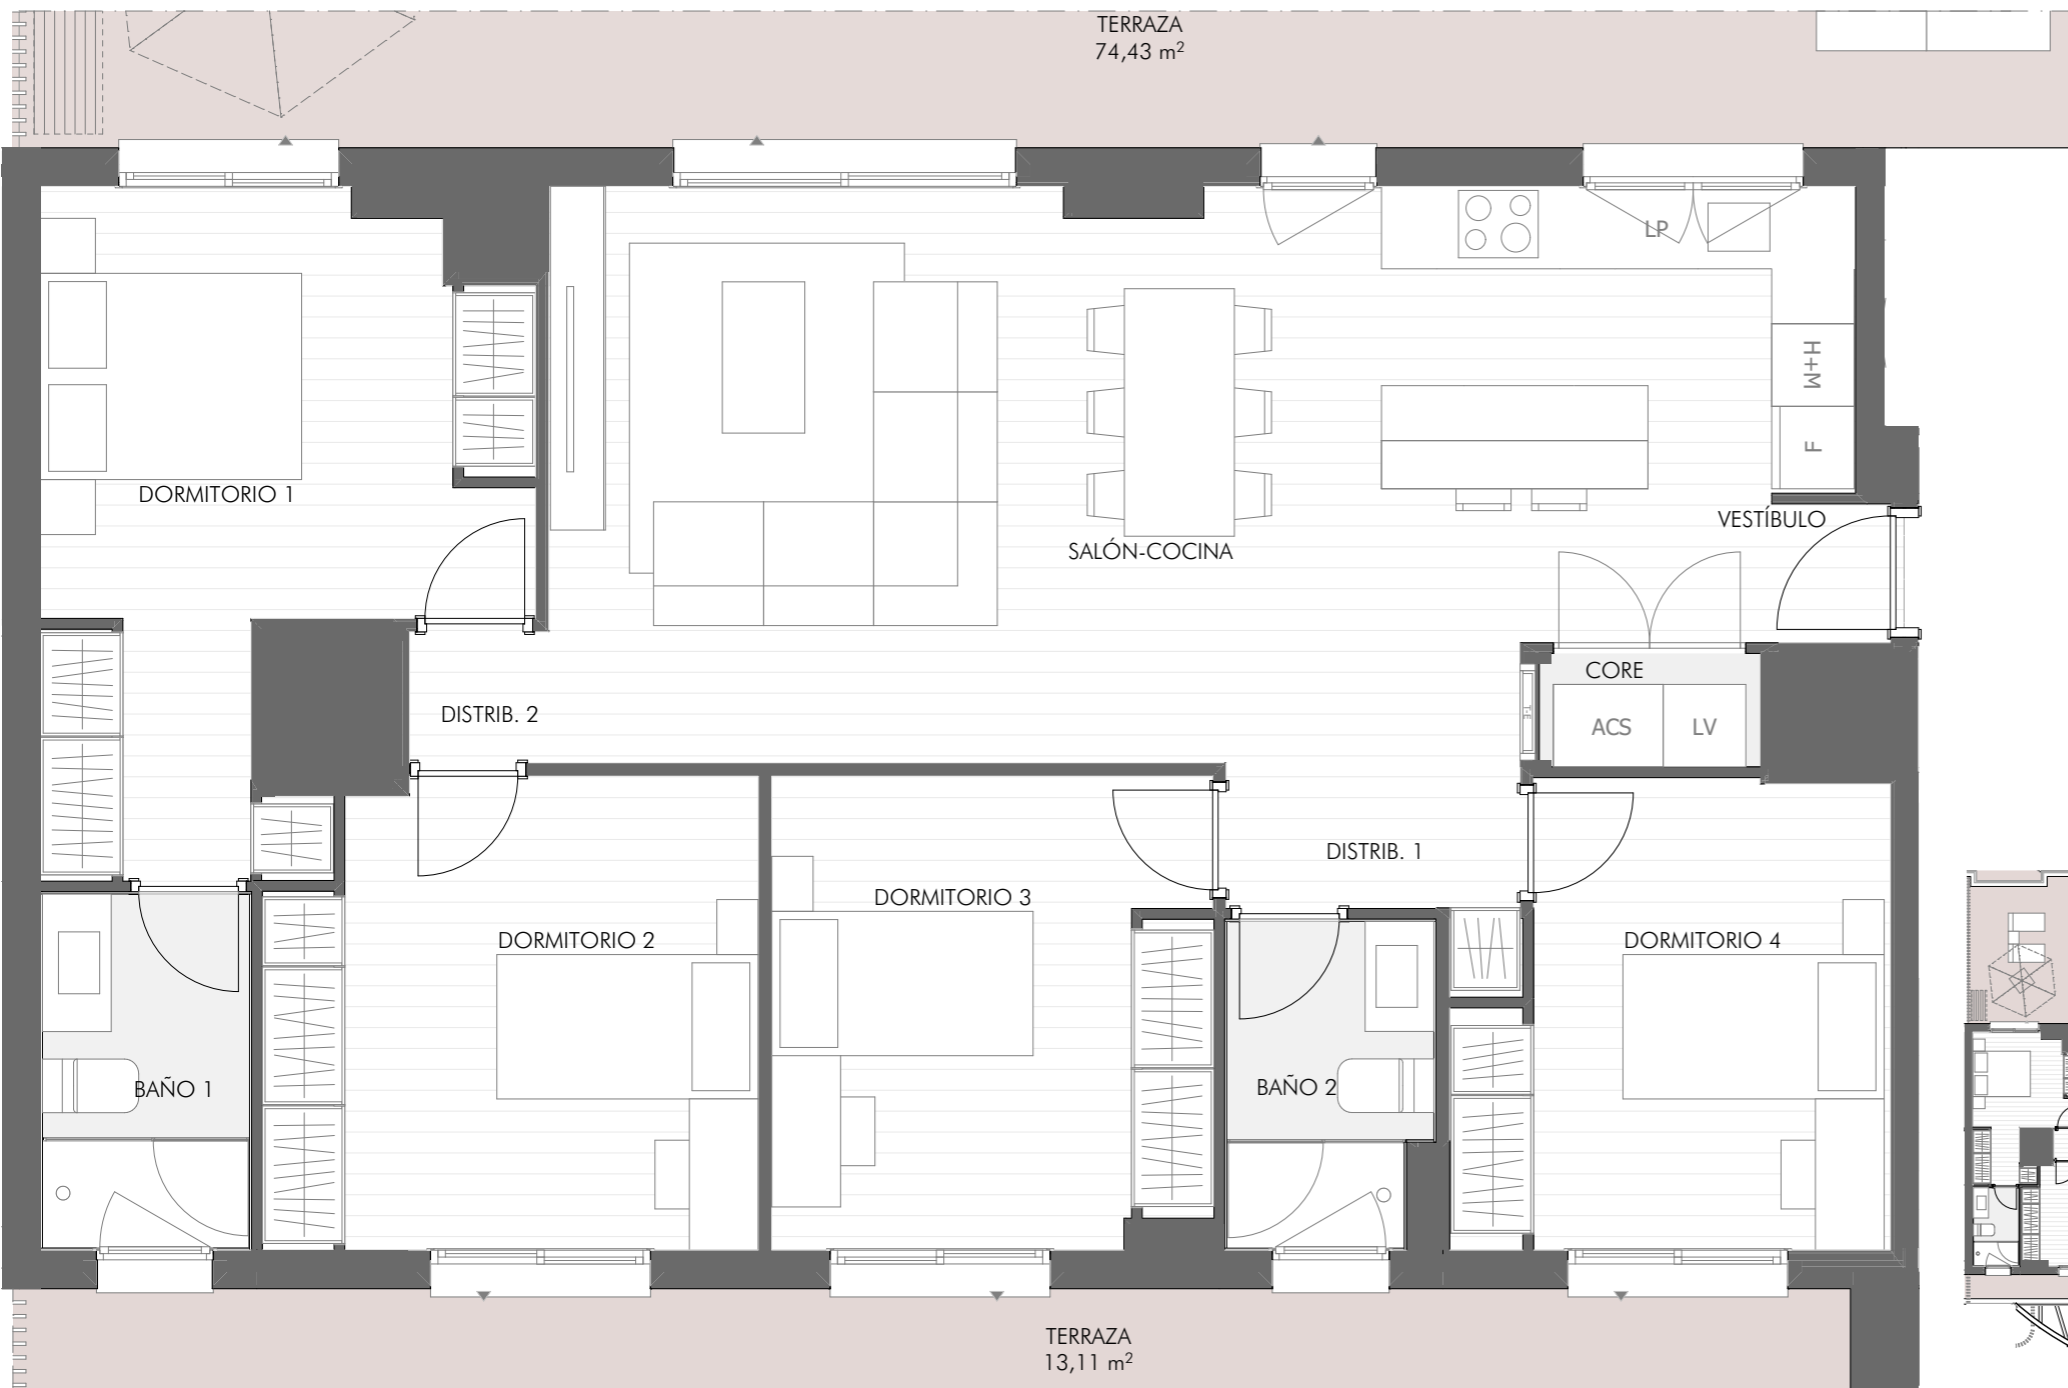 TERRAZA
74,43 m²
LP
H+M
F
DORMITORIO 1
VESTÍBULO
SALÓN-COCINA
CORE
DISTRIB. 2
ACS
LV
DISTRIB. 1
DORMITORIO 3
DORMITORIO 2
DORMITORIO 4
BAÑO 1
BAÑO 2
TERRAZA
13,11 m²